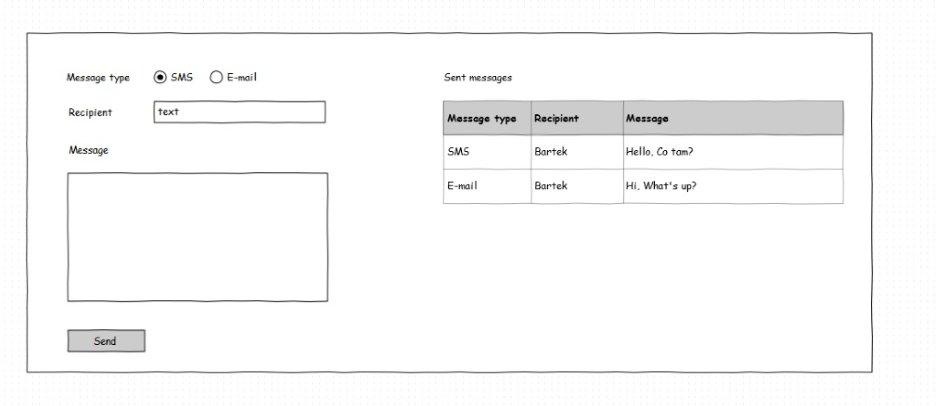 Message type SMS E-mail
Recipient text
Message
Send
Sent messages
Message type Recipient Message
SMS Bartek Hello, Co tam?
E-mail Bartek Hi, What's up?